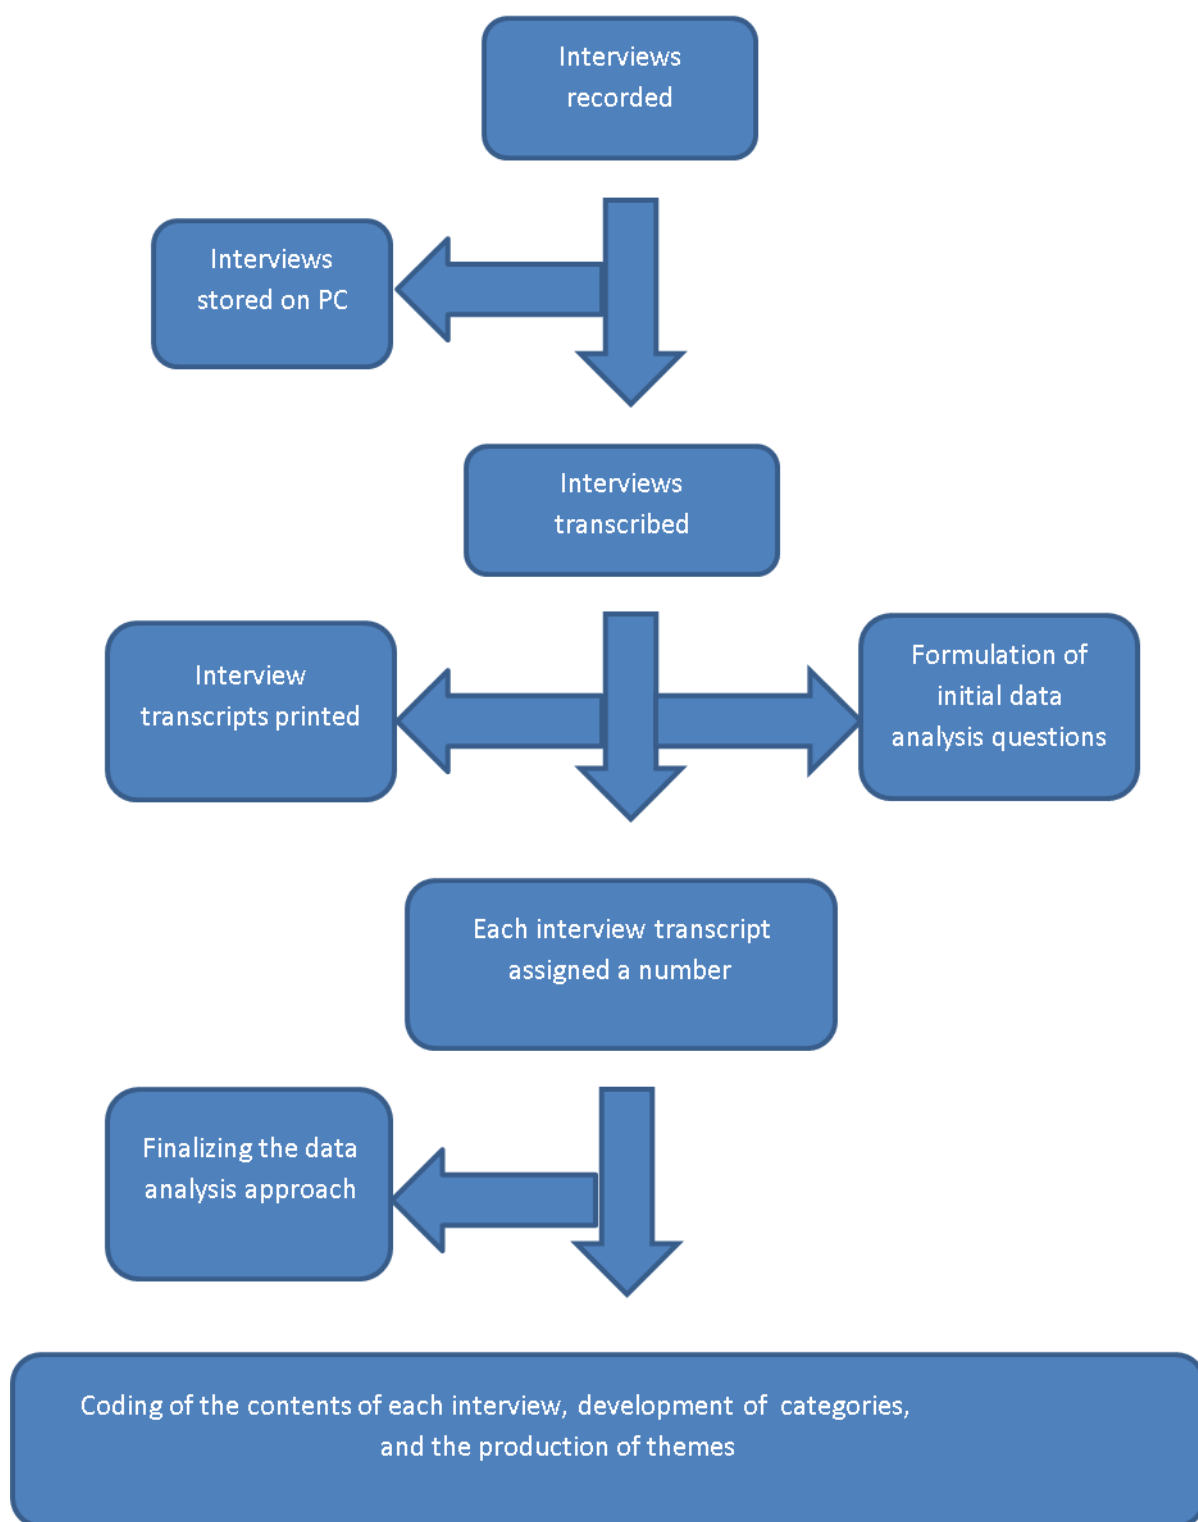 Interviews
recorded
Interviews
stored on PC
Interviews
transcribed
Interview
transcripts printed
Formulation of
initial data
analysis questions
Each interview transcript
assigned a number
Finalizing the data
analysis approach
Coding of the contents of each interview, development of categories,
and the production of themes